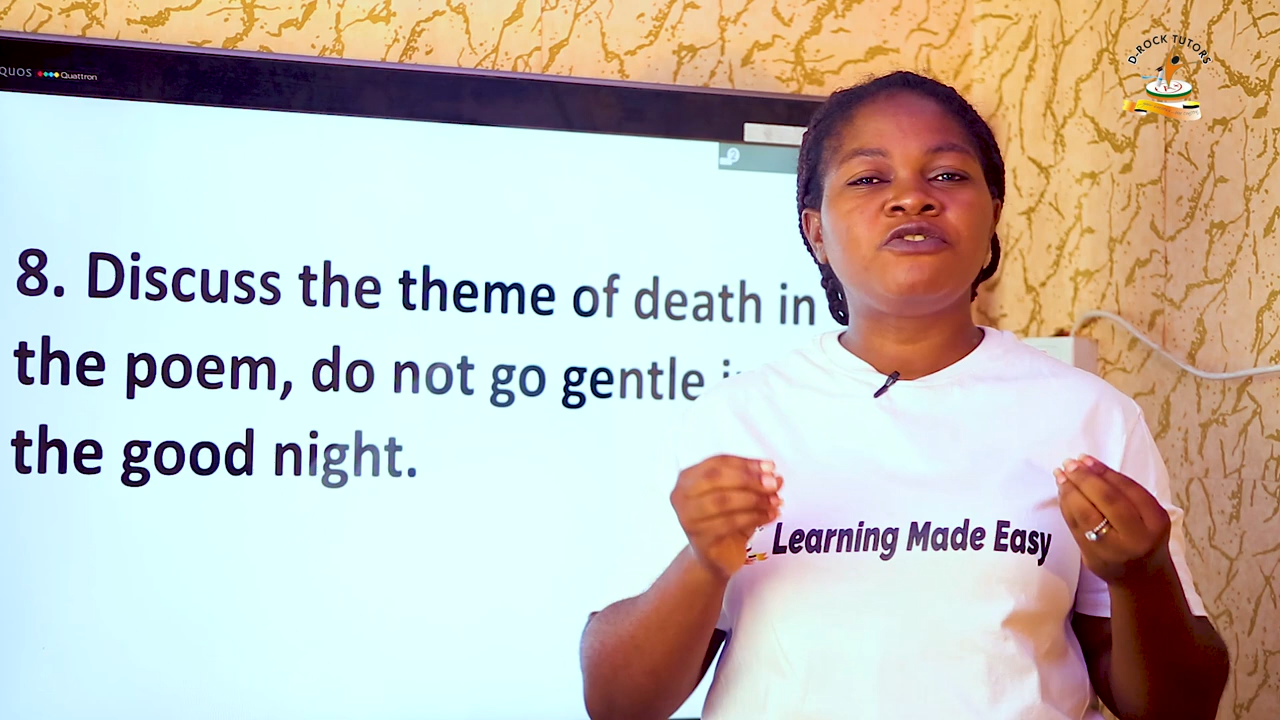 QUOS Quattron
D-ROCK TUTORS
8. Discuss the theme of death in
the poem, do not go gentle
the good night.
Learning Made Easy